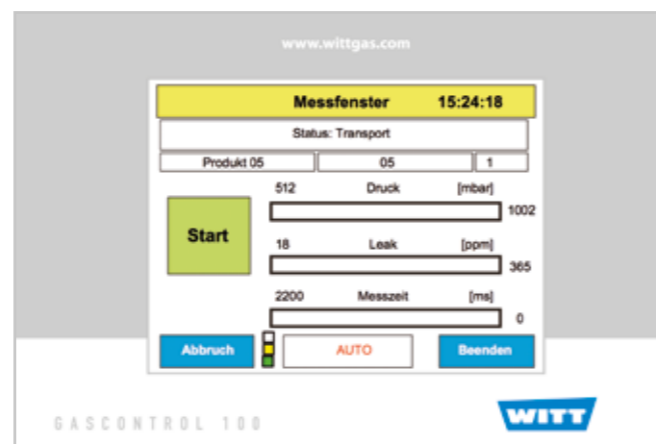 www.wittgas.com
Messfenster 15:24:18
Status: Transport
Produkt 05 05 1
512 Druck [mbar]
1002
Start
18 Leak [ppm]
365
2200 Messzeit [ms]
0
Abbruch AUTO Beenden
GASCONTROL 100
WITT